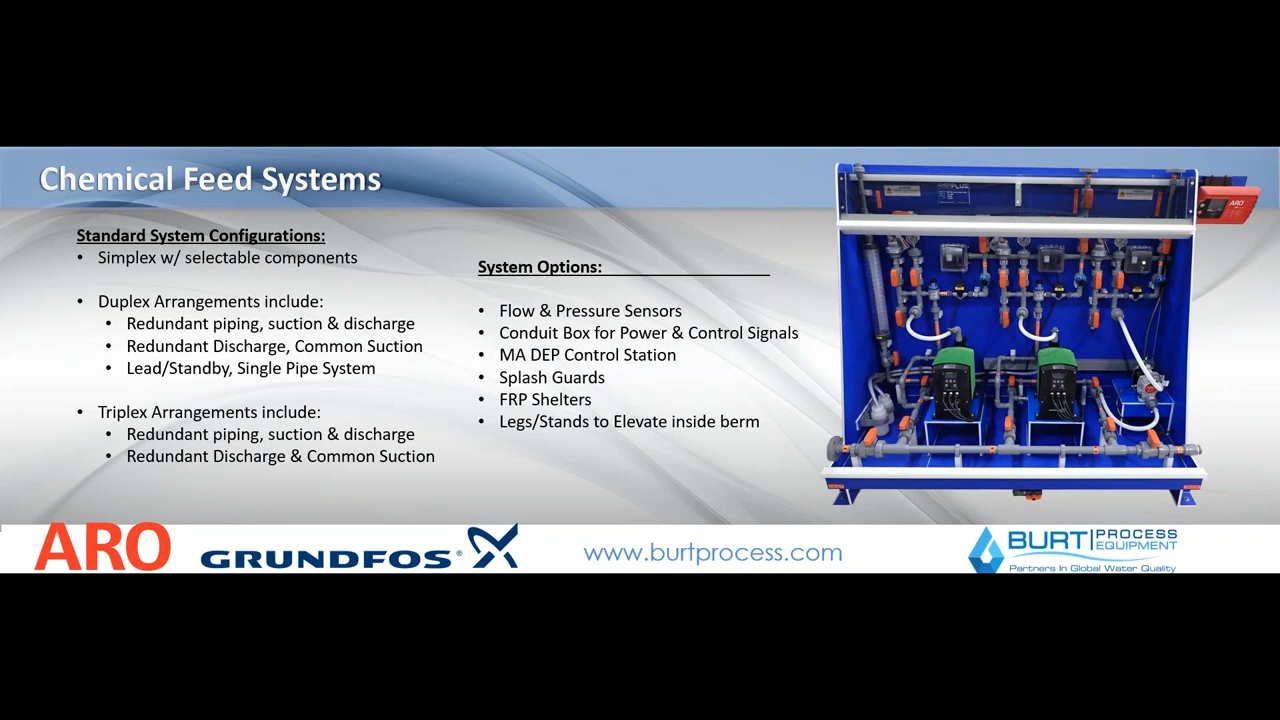 Chemical Feed Systems
Standard System Configurations:
• Simplex w/ selectable components
• Duplex Arrangements include:
• Redundant piping, suction & discharge
• Redundant Discharge, Common Suction
• Lead/Standby, Single Pipe System
• Triplex Arrangements include:
• Redundant piping, suction & discharge
• Redundant Discharge & Common Suction
System Options:
• Flow & Pressure Sensors
• Conduit Box for Power & Control Signals
• MA DEP Control Station
• Splash Guards
• FRP Shelters
• Legs/Stands to Elevate inside berm
ARO
ARO
GRUNDFOS
www.burtprocess.com
BURT PROCESS
EQUIPMENT
Partners In Global Water Quality